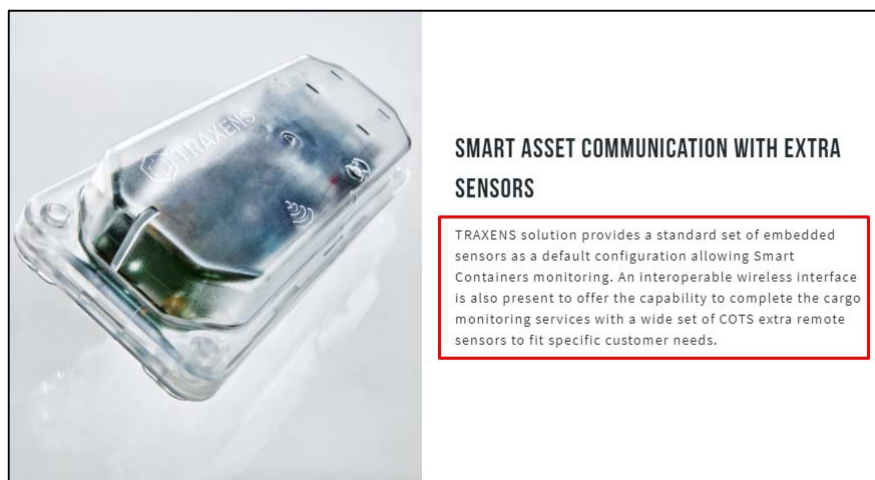 TRAXENS
SMART ASSET COMMUNICATION WITH EXTRA
SENSORS
TRAXENS solution provides a standard set of embedded
sensors as a default configuration allowing Smart
Containers monitoring. An interoperable wireless interface
is also present to offer the capability to complete the cargo
monitoring services with a wide set of COTS extra remote
sensors to fit specific customer needs.